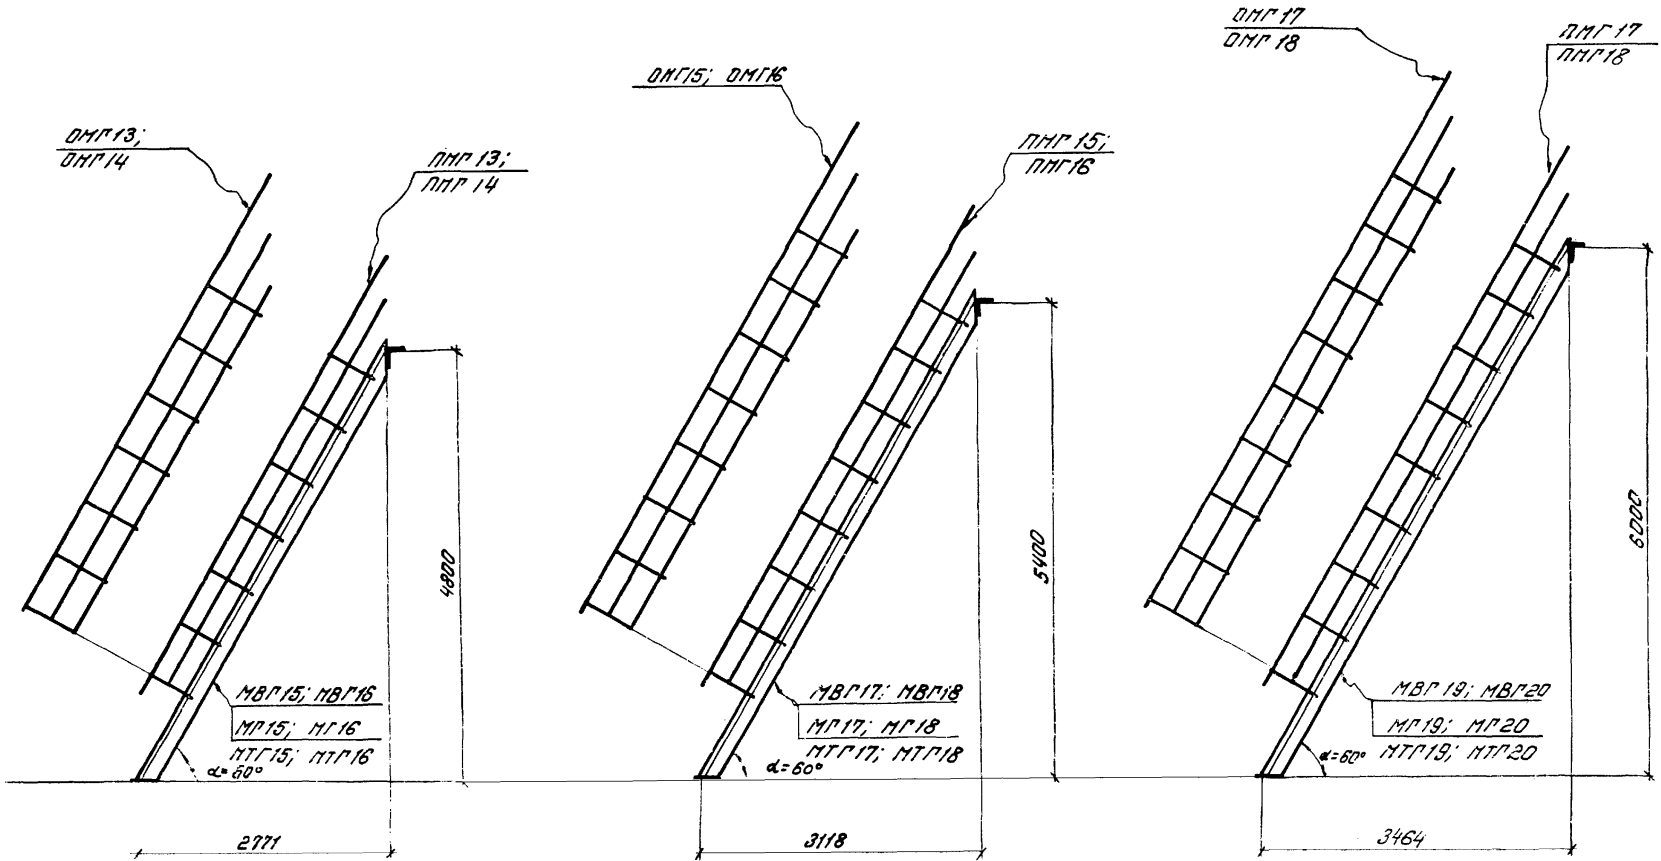 ОМГ13;
ОМГ14
ПМГ13;
ПМГ14
4800
МВГ15; МВГ16
МГ15; МГ16
МТГ15; МТГ16
α=60°
2771
ОМГ15; ОМГ16
ПМГ15;
ПМГ16
5400
МВГ17; МВГ18
МГ17; МГ18
МТГ17; МТГ18
α=60°
3118
ОМГ17
ОМГ18
ПМГ17
ПМГ18
6000
МВГ19; МВГ20
МГ19; МГ20
МТГ19; МТГ20
α=60°
3464